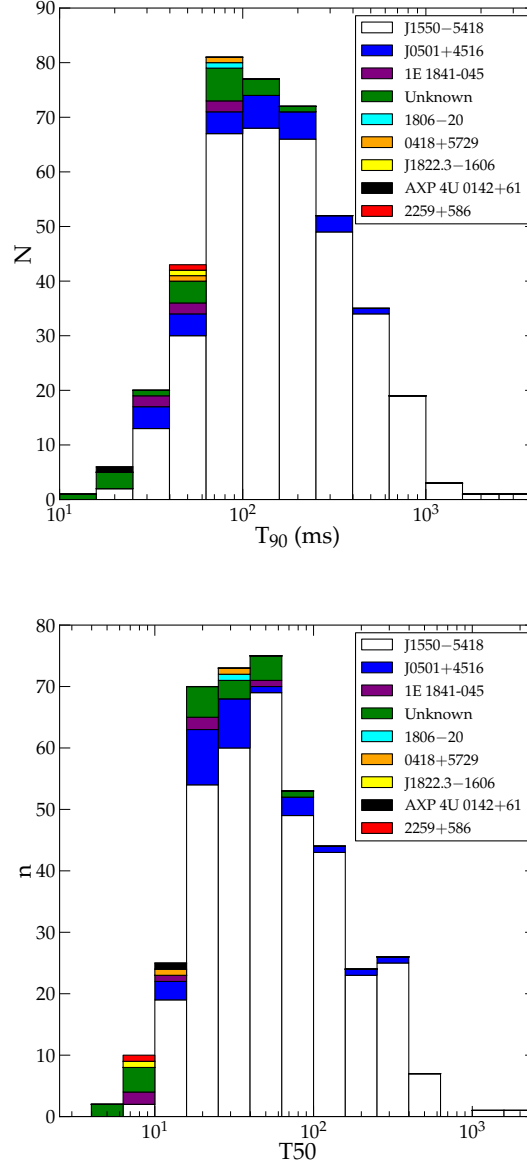 90
80
70
60
50
40
30
20
10
0
N
10¹
10²
10³
T₉₀ (ms)
J1550−5418
J0501+4516
1E 1841-045
Unknown
1806−20
0418+5729
J1822.3−1606
AXP 4U 0142+61
2259+586
80
70
60
50
40
30
20
10
0
n
10¹
10²
10³
T50
J1550−5418
J0501+4516
1E 1841-045
Unknown
1806−20
0418+5729
J1822.3−1606
AXP 4U 0142+61
2259+586